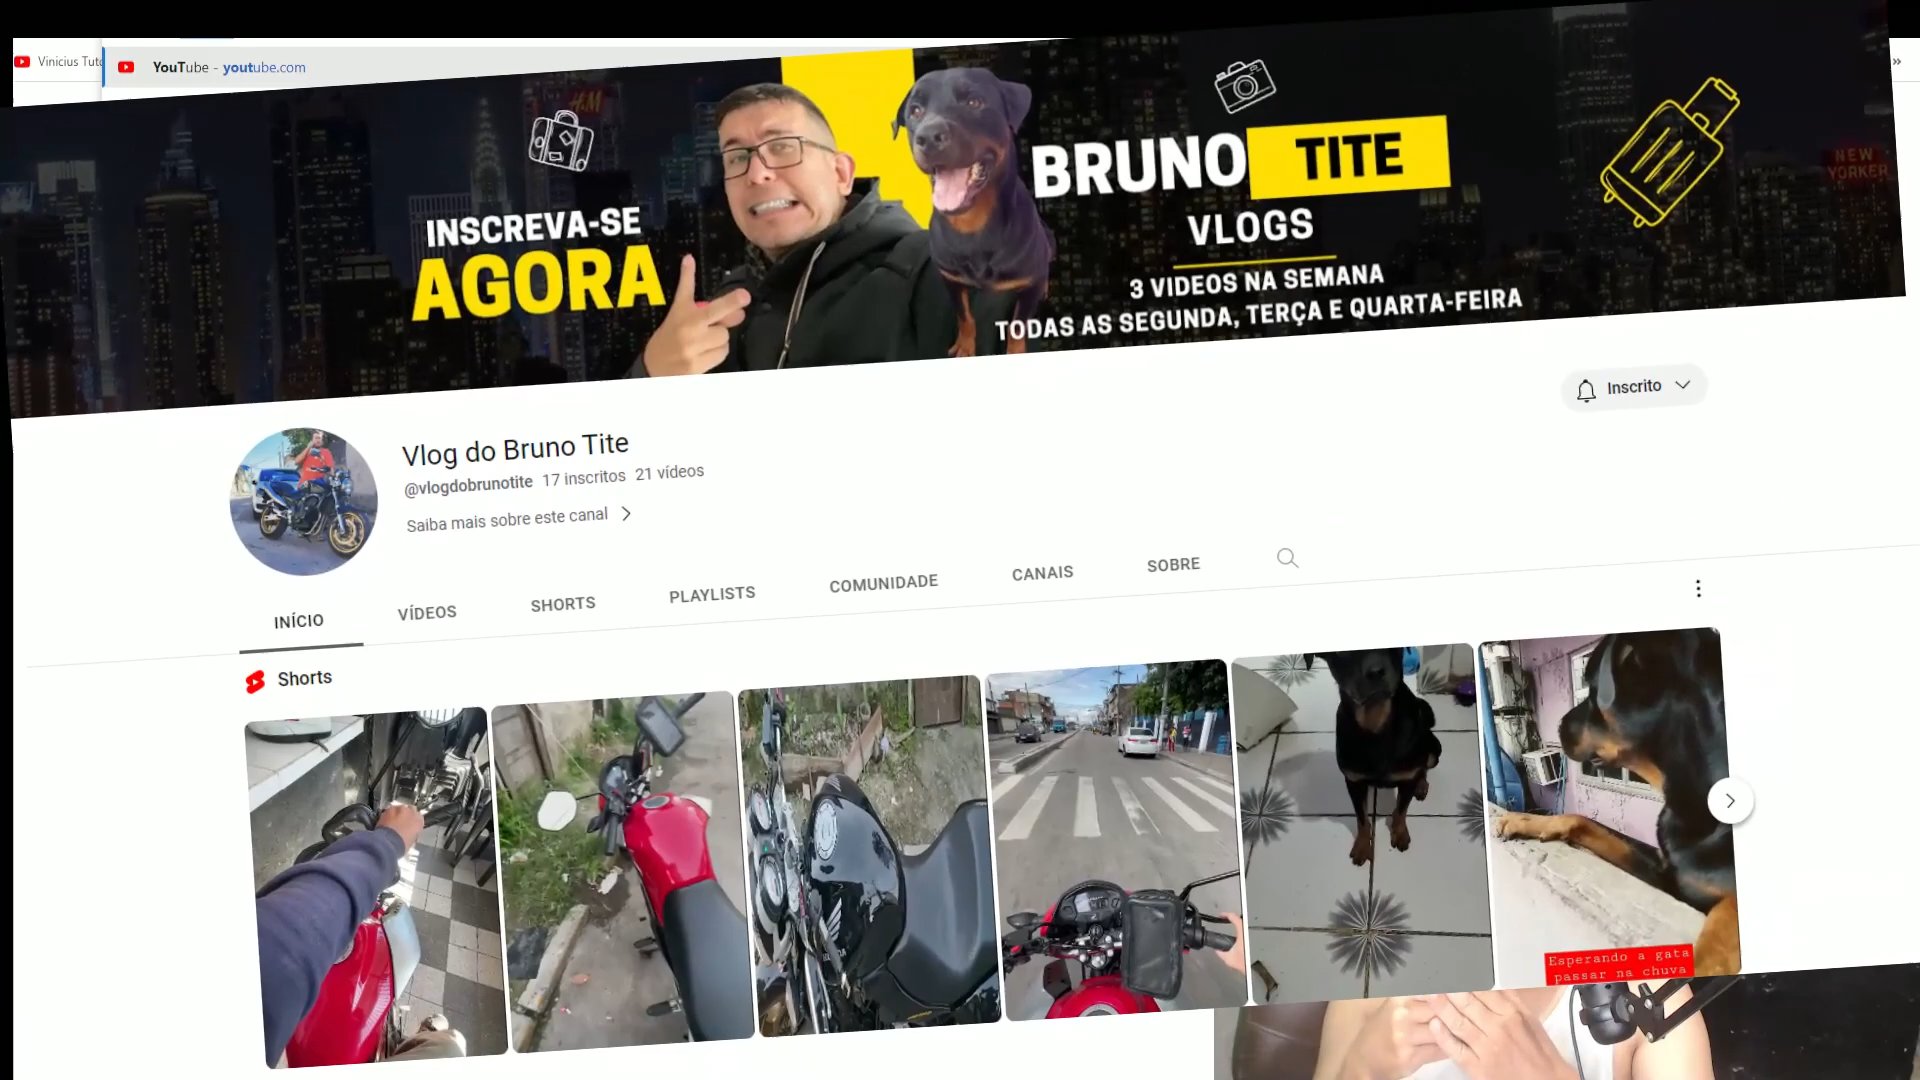 Vinicius Tuto
YouTube - youtube.com
»
H&M
INSCREVA-SE
AGORA
BRUNO TITE
VLOGS
3 VIDEOS NA SEMANA
TODAS AS SEGUNDA, TERÇA E QUARTA-FEIRA
NEW
YORKER
Inscrito
Vlog do Bruno Tite
@vlogdobrunotite 17 inscritos 21 vídeos
Saiba mais sobre este canal
INÍCIO VÍDEOS SHORTS PLAYLISTS COMUNIDADE CANAIS SOBRE
Shorts
HONDA
Esperando a gata
passar na chuva